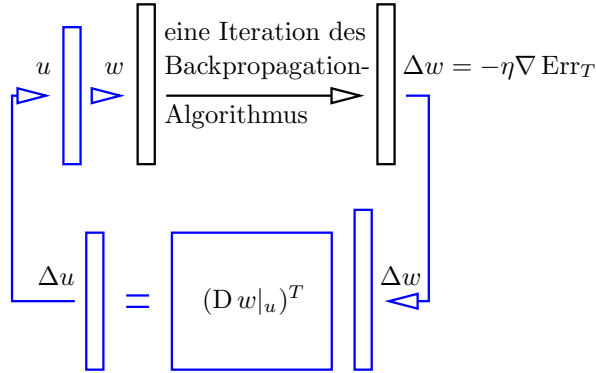 eine Iteration des
u w Backpropagation- Δw = −η∇ Err_T
Algorithmus
Δu = (D w|_u)^T Δw